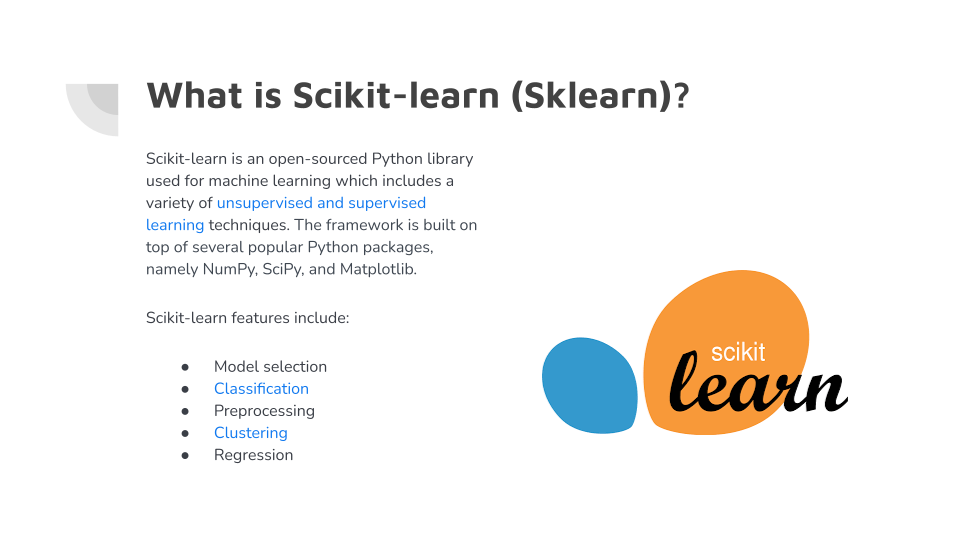 What is Scikit-learn (Sklearn)?
Scikit-learn is an open-sourced Python library
used for machine learning which includes a
variety of unsupervised and supervised
learning techniques. The framework is built on
top of several popular Python packages,
namely NumPy, SciPy, and Matplotlib.
Scikit-learn features include:
● Model selection
● Classification
● Preprocessing
● Clustering
● Regression
scikit
learn